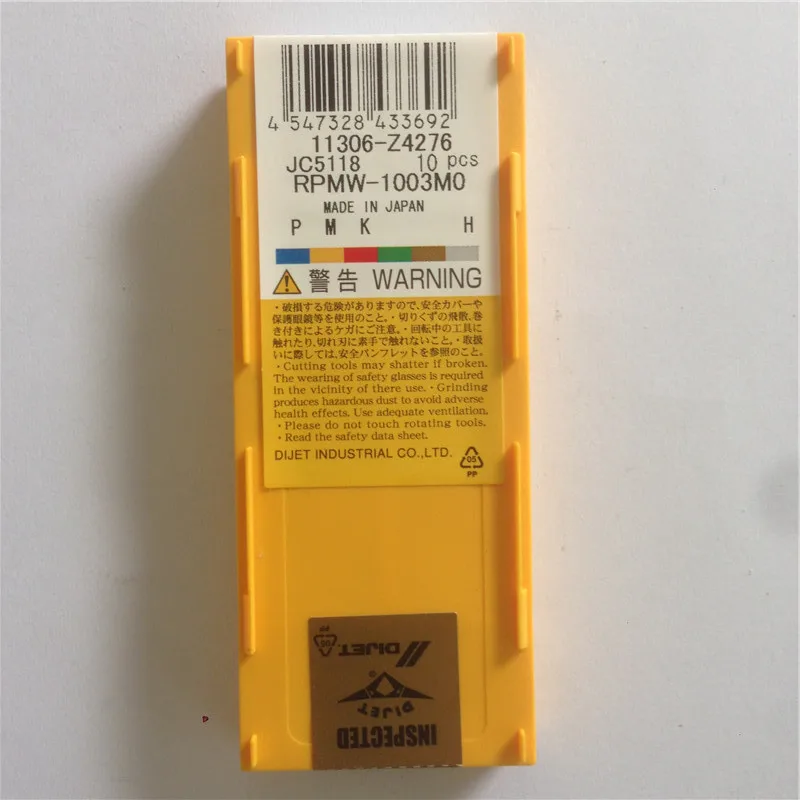 4 547328 433692
11306-Z4276
JC5118 10 pcs
RPMW-1003M0
MADE IN JAPAN
P M K H
警告 WARNING
・破損する危険がありますので、安全カバーや
保護眼鏡等を使用のこと。・切りくずの飛散、巻
き付きによるケガにご注意。・回転中の工具に
触れたり、切れ刃に素手で触れないこと。・取扱
いに際しては、安全パンフレットを参照のこと。
・Cutting tools may shatter if broken.
The wearing of safety glasses is required
in the vicinity of there use. ・Grinding
produces hazardous dust to avoid adverse
health effects. Use adequate ventilation.
・Please do not touch rotating tools.
・Read the safety data sheet.
DIJET INDUSTRIAL CO.,LTD.
05
PP
05
PP
DIJET
DIJET
®
INSPECTED